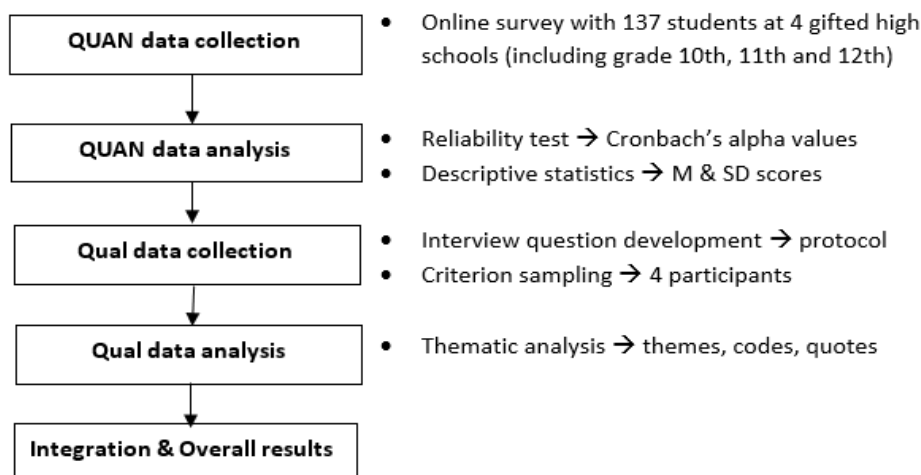 QUAN data collection
• Online survey with 137 students at 4 gifted high
schools (including grade 10th, 11th and 12th)
QUAN data analysis
• Reliability test → Cronbach's alpha values
• Descriptive statistics → M & SD scores
Qual data collection
• Interview question development → protocol
• Criterion sampling → 4 participants
Qual data analysis
• Thematic analysis → themes, codes, quotes
Integration & Overall results